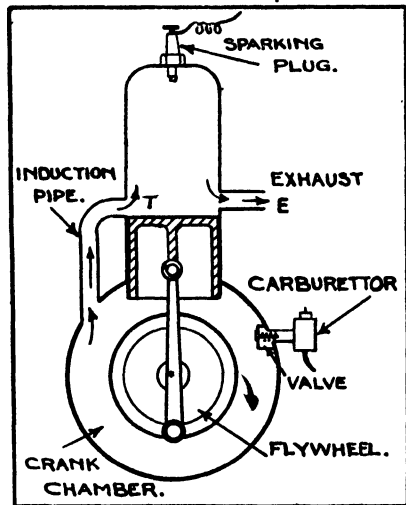 SPARKING
PLUG.
INDUCTION
PIPE.
T
EXHAUST
E
CARBURETTOR
VALVE
FLYWHEEL.
CRANK
CHAMBER.